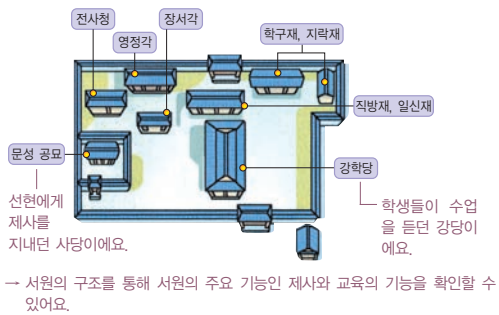 전사청
영정각
장서각
학구재, 지락재
직방재, 일신재
문성 공묘
강학당
선현에게
제사를
지내던 사당이에요.
학생들이 수업
을 듣던 강당이
에요.
→ 서원의 구조를 통해 서원의 주요 기능인 제사와 교육의 기능을 확인할 수
있어요.